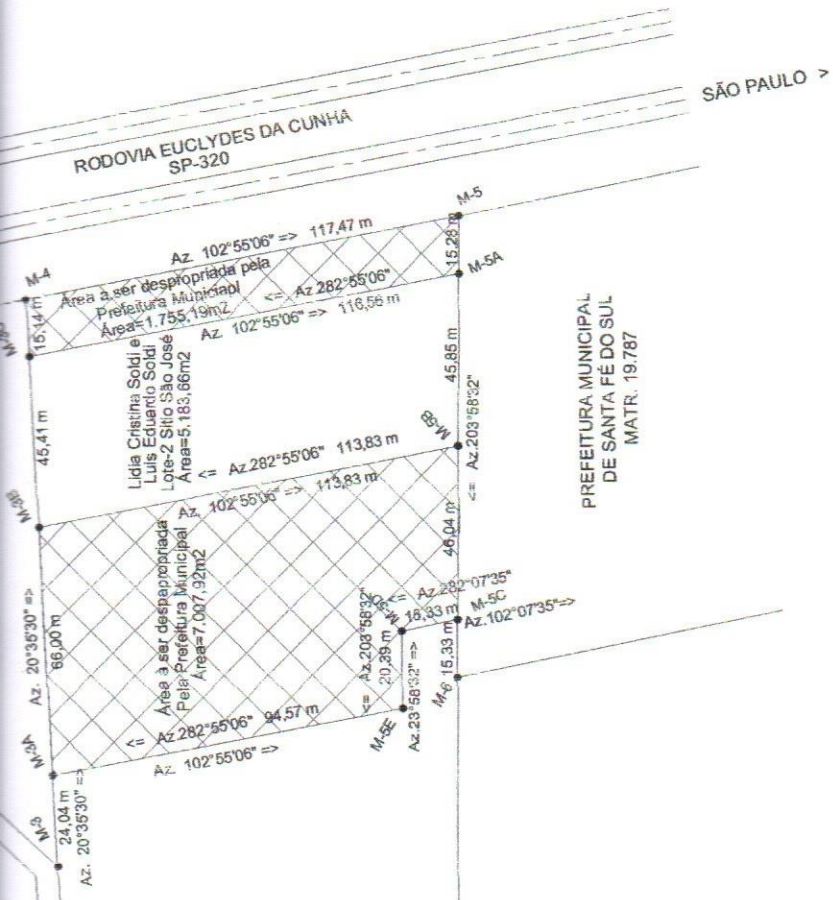 SÃO PAULO >
RODOVIA EUCLYDES DA CUNHA
SP-320
M-5
Az. 102°55'06" => 117,47 m
15,28 m
M-4
Área a ser despropriada pela
Prefeitura Municiapl
Área=1.755,19m2
<= Az.282°55'06"
M-5A
15,14 m
Az. 102°55'06" => 116,56 m
Lidia Cristina Soldi e
Luis Eduardo Soldi
Lote-2 Sitio São José
Área=5.183,66m2
45,41 m
45,85 m
<= Az.203°58'32"
PREFEITURA MUNICIPAL
DE SANTA FÉ DO SUL
MATR. 19.787
M-5B
<= Az.282°55'06" 113,83 m
Az. 102°55'06" => 113,83 m
M-3B
46,04 m
Área a ser despapropriada
Pela Prefeitura Municipal
Área=7.007,92m2
Az. 20°35'30" =>
66,00 m
<= Az.282°07'35"
16,33 m
M-5C
Az.102°07'35"=>
<= Az.203°58'32"
20,39 m
Az.23°58'32" =>
15,33 m
M-6
M-5E
<= Az.282°55'06" 94,57 m
Az. 102°55'06" =>
M-3A
M-3
24,04 m
Az. 20°35'30" =>